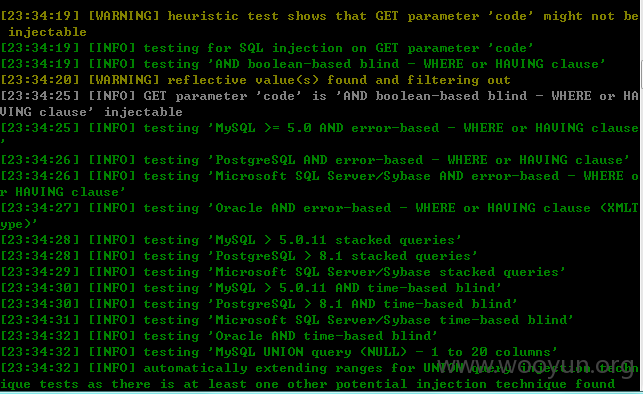 [23:34:19] [WARNING] heuristic test shows that GET parameter 'code' might not be
 injectable
[23:34:19] [INFO] testing for SQL injection on GET parameter 'code'
[23:34:19] [INFO] testing 'AND boolean-based blind - WHERE or HAVING clause'
[23:34:20] [WARNING] reflective value(s) found and filtering out
[23:34:25] [INFO] GET parameter 'code' is 'AND boolean-based blind - WHERE or HA
VING clause' injectable
[23:34:25] [INFO] testing 'MySQL >= 5.0 AND error-based - WHERE or HAVING clause
'
[23:34:26] [INFO] testing 'PostgreSQL AND error-based - WHERE or HAVING clause'
[23:34:26] [INFO] testing 'Microsoft SQL Server/Sybase AND error-based - WHERE o
r HAVING clause'
[23:34:27] [INFO] testing 'Oracle AND error-based - WHERE or HAVING clause (XMLT
ype)'
[23:34:28] [INFO] testing 'MySQL > 5.0.11 stacked queries'
[23:34:28] [INFO] testing 'PostgreSQL > 8.1 stacked queries'
[23:34:29] [INFO] testing 'Microsoft SQL Server/Sybase stacked queries'
[23:34:30] [INFO] testing 'MySQL > 5.0.11 AND time-based blind'
[23:34:30] [INFO] testing 'PostgreSQL > 8.1 AND time-based blind'
[23:34:31] [INFO] testing 'Microsoft SQL Server/Sybase time-based blind'
[23:34:32] [INFO] testing 'Oracle AND time-based blind'
[23:34:32] [INFO] testing 'MySQL UNION query (NULL) - 1 to 20 columns'
www.wooyun.org
[23:34:32] [INFO] automatically extending ranges for UNION query injection techn
ique tests as there is at least one other potential injection technique found